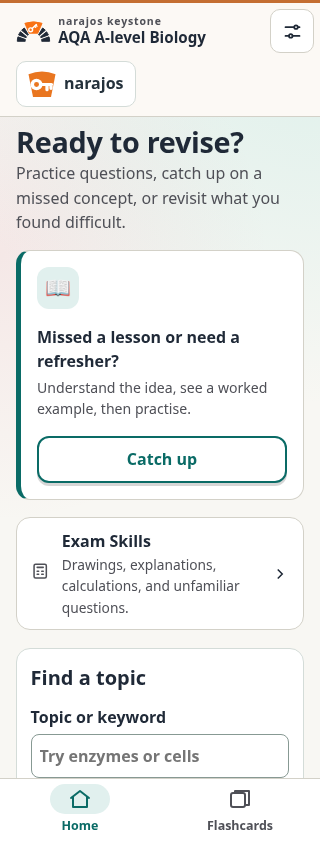 narajos keystone
AQA A-level Biology
narajos
Ready to revise?
Practice questions, catch up on a
missed concept, or revisit what you
found difficult.
Missed a lesson or need a
refresher?
Understand the idea, see a worked
example, then practise.
Catch up
Exam Skills
Drawings, explanations,
calculations, and unfamiliar
questions.
Find a topic
Topic or keyword
Try enzymes or cells
Home
Flashcards